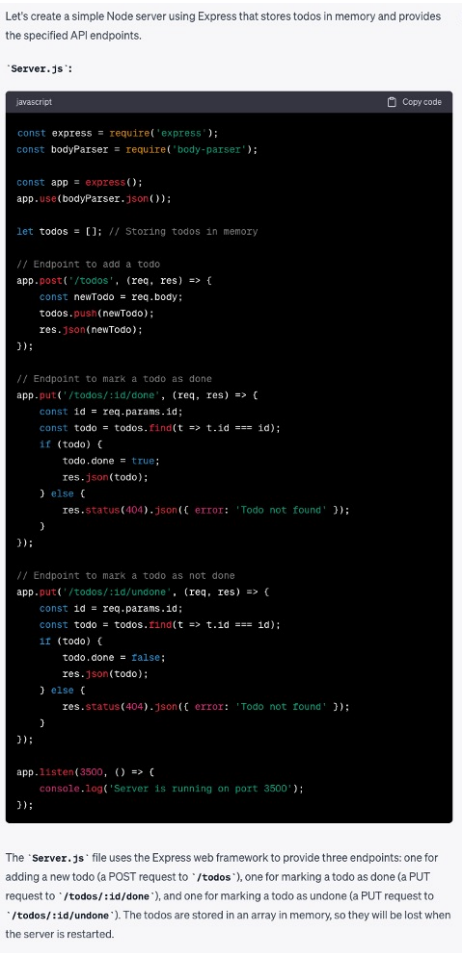 Let's create a simple Node server using Express that stores todos in memory and provides
the specified API endpoints.
`Server.js`:
javascript
Copy code
const express = require('express');
const bodyParser = require('body-parser');
const app = express();
app.use(bodyParser.json());
let todos = []; // Storing todos in memory
// Endpoint to add a todo
app.post('/todos', (req, res) => {
    const newTodo = req.body;
    todos.push(newTodo);
    res.json(newTodo);
});
// Endpoint to mark a todo as done
app.put('/todos/:id/done', (req, res) => {
    const id = req.params.id;
    const todo = todos.find(t => t.id === id);
    if (todo) {
        todo.done = true;
        res.json(todo);
    } else {
        res.status(404).json({ error: 'Todo not found' });
    }
});
// Endpoint to mark a todo as not done
app.put('/todos/:id/undone', (req, res) => {
    const id = req.params.id;
    const todo = todos.find(t => t.id === id);
    if (todo) {
        todo.done = false;
        res.json(todo);
    } else {
        res.status(404).json({ error: 'Todo not found' });
    }
});
app.listen(3500, () => {
    console.log('Server is running on port 3500');
});
The `Server.js` file uses the Express web framework to provide three endpoints: one for
adding a new todo (a POST request to `/todos`), one for marking a todo as done (a PUT
request to `/todos/:id/done`), and one for marking a todo as undone (a PUT request to
`/todos/:id/undone`). The todos are stored in an array in memory, so they will be lost when
the server is restarted.